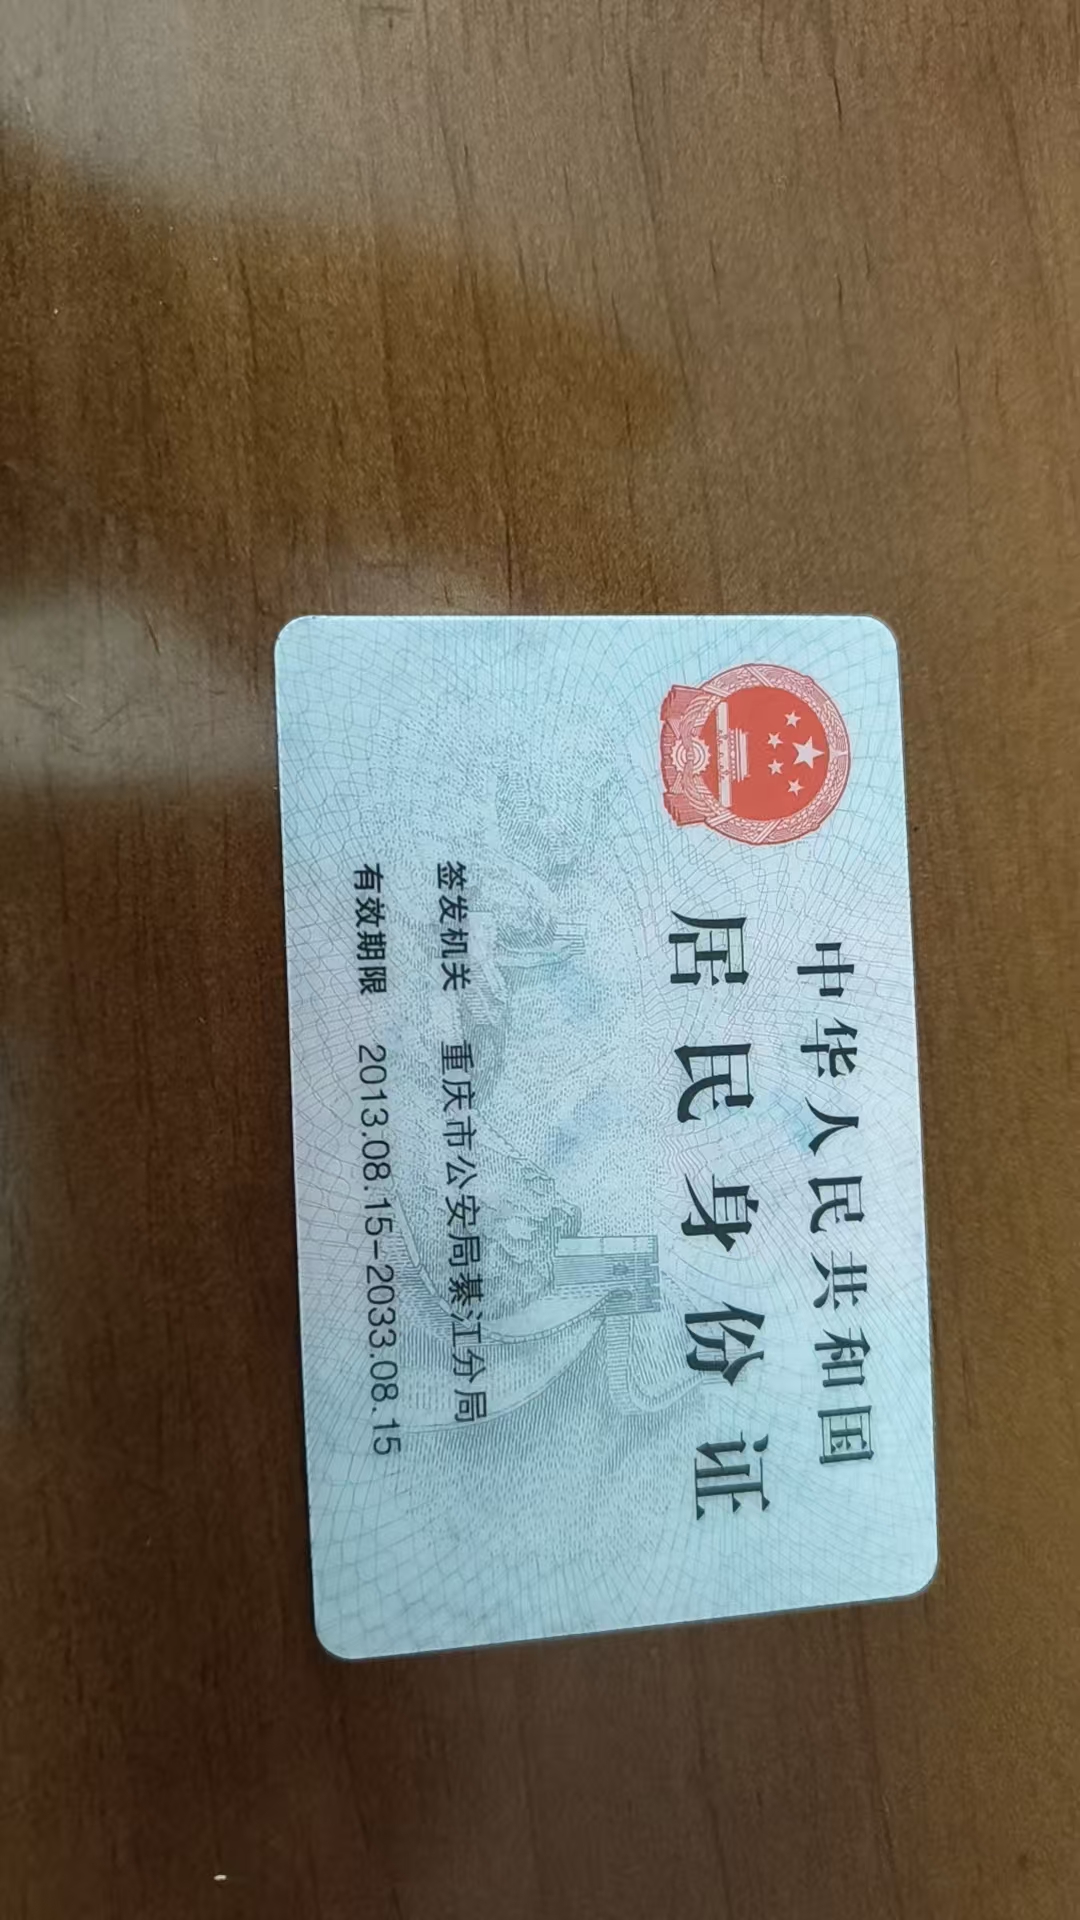 中华人民共和国
居民身份证
签发机关 重庆市公安局綦江分局
有效期限 2013.08.15-2033.08.15